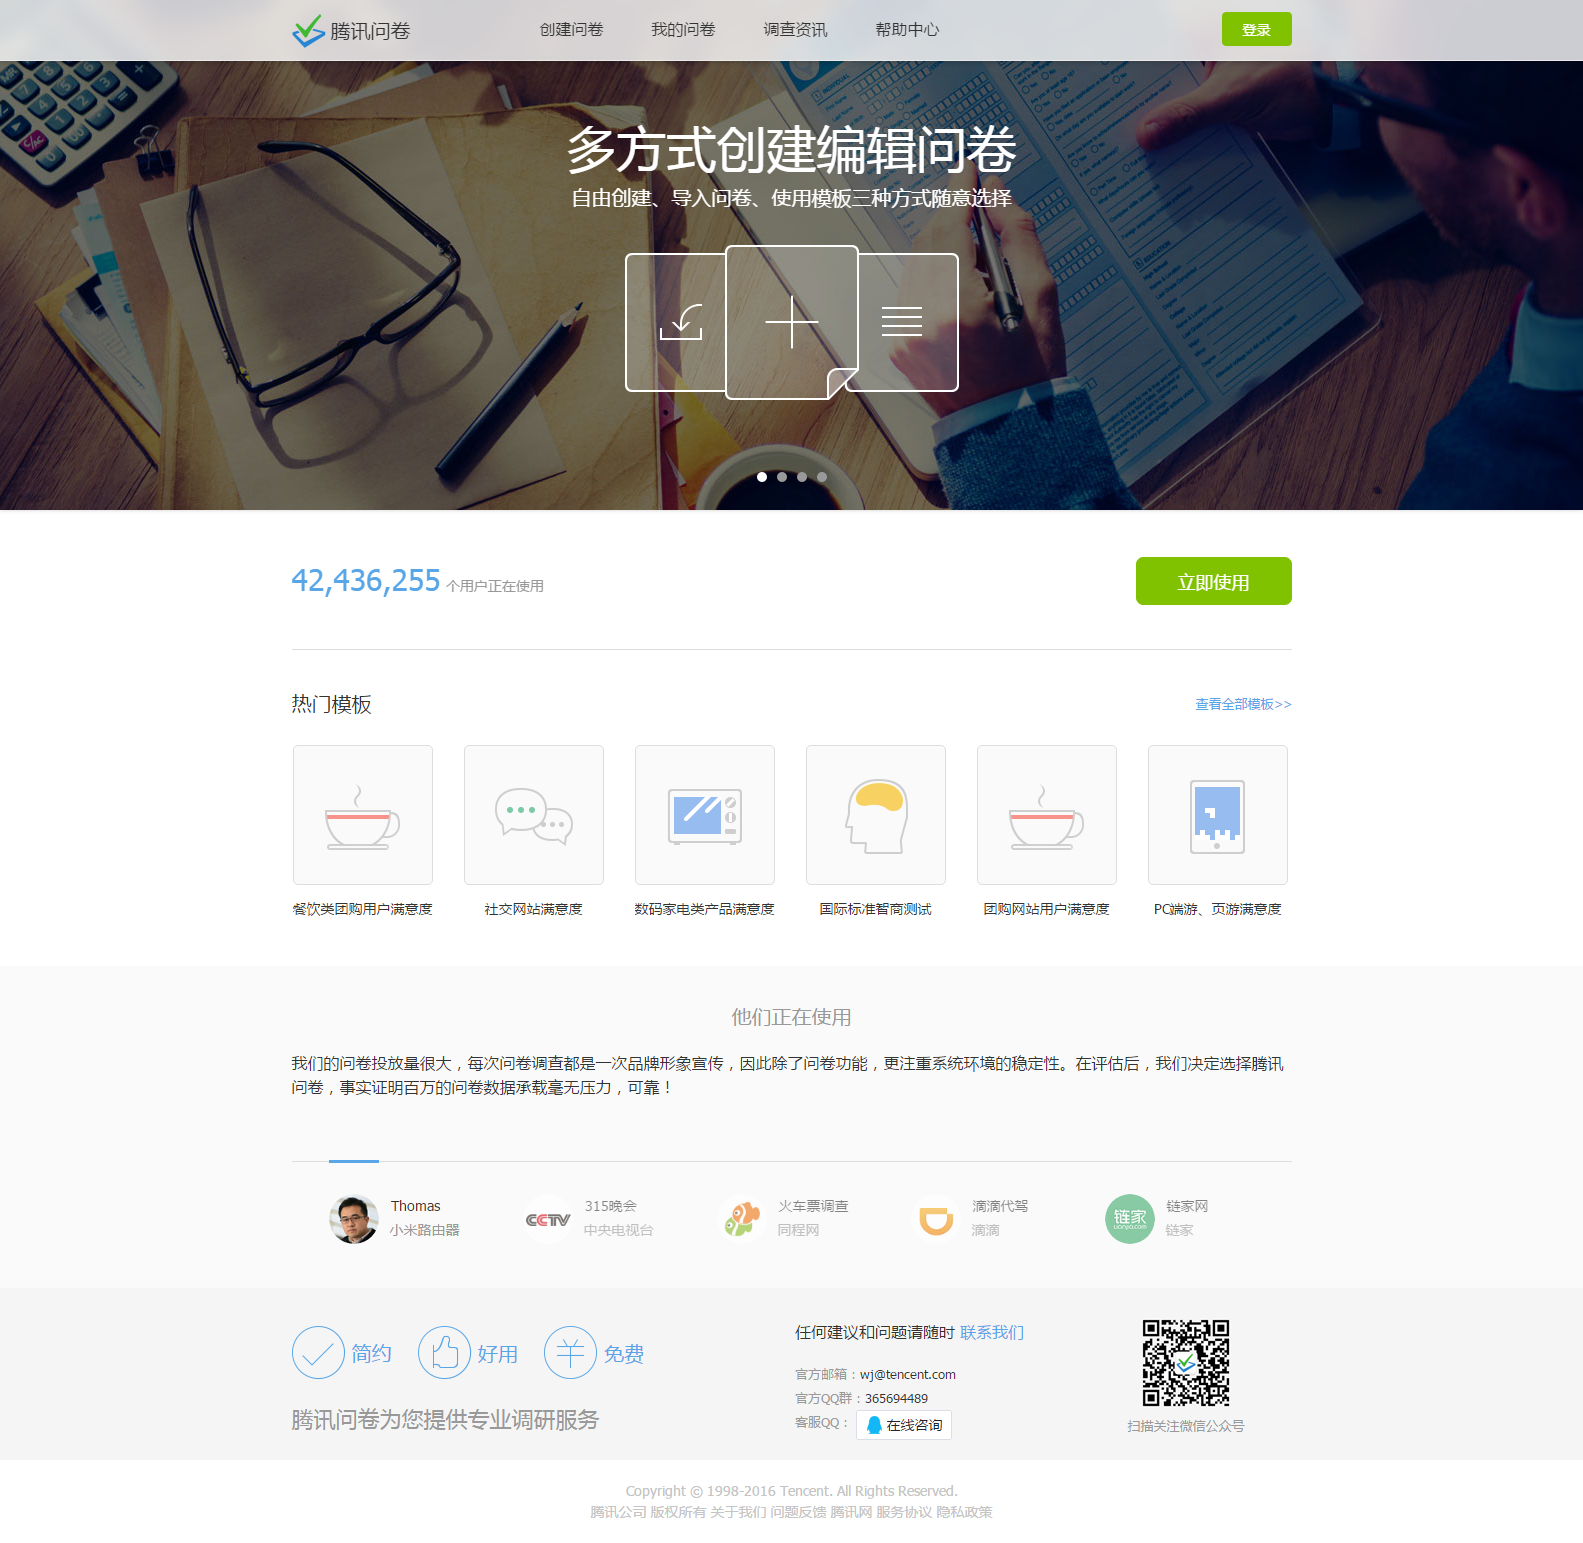 腾讯问卷
创建问卷 我的问卷 调查资讯 帮助中心
登录
多方式创建编辑问卷
自由创建、导入问卷、使用模板三种方式随意选择
42,436,255 个用户正在使用
立即使用
热门模板
查看全部模板>>
餐饮类团购用户满意度
社交网站满意度
数码家电类产品满意度
国际标准智商测试
团购网站用户满意度
PC端游、页游满意度
他们正在使用
我们的问卷投放量很大，每次问卷调查都是一次品牌形象宣传，因此除了问卷功能，更注重系统环境的稳定性。在评估后，我们决定选择腾讯
问卷，事实证明百万的问卷数据承载毫无压力，可靠！
Thomas
小米路由器
CCTV
315晚会
中央电视台
火车票调查
同程网
滴滴代驾
滴滴
链家
链家网
链家
简约
好用
免费
腾讯问卷为您提供专业调研服务
任何建议和问题请随时 联系我们
官方邮箱：wj@tencent.com
官方QQ群：365694489
客服QQ： 在线咨询
扫描关注微信公众号
Copyright © 1998-2016 Tencent. All Rights Reserved.
腾讯公司 版权所有 关于我们 问题反馈 腾讯网 服务协议 隐私政策